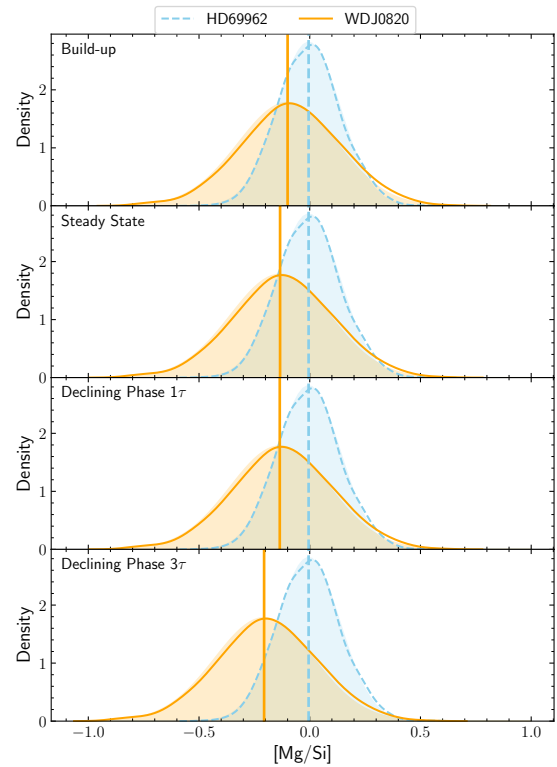 HD69962 WDJ0820
Build-up
Density
2
1
0
Steady State
Density
2
1
0
Declining Phase 1τ
Density
2
1
0
Declining Phase 3τ
Density
2
1
0
−1.0 −0.5 0.0 0.5 1.0
[Mg/Si]